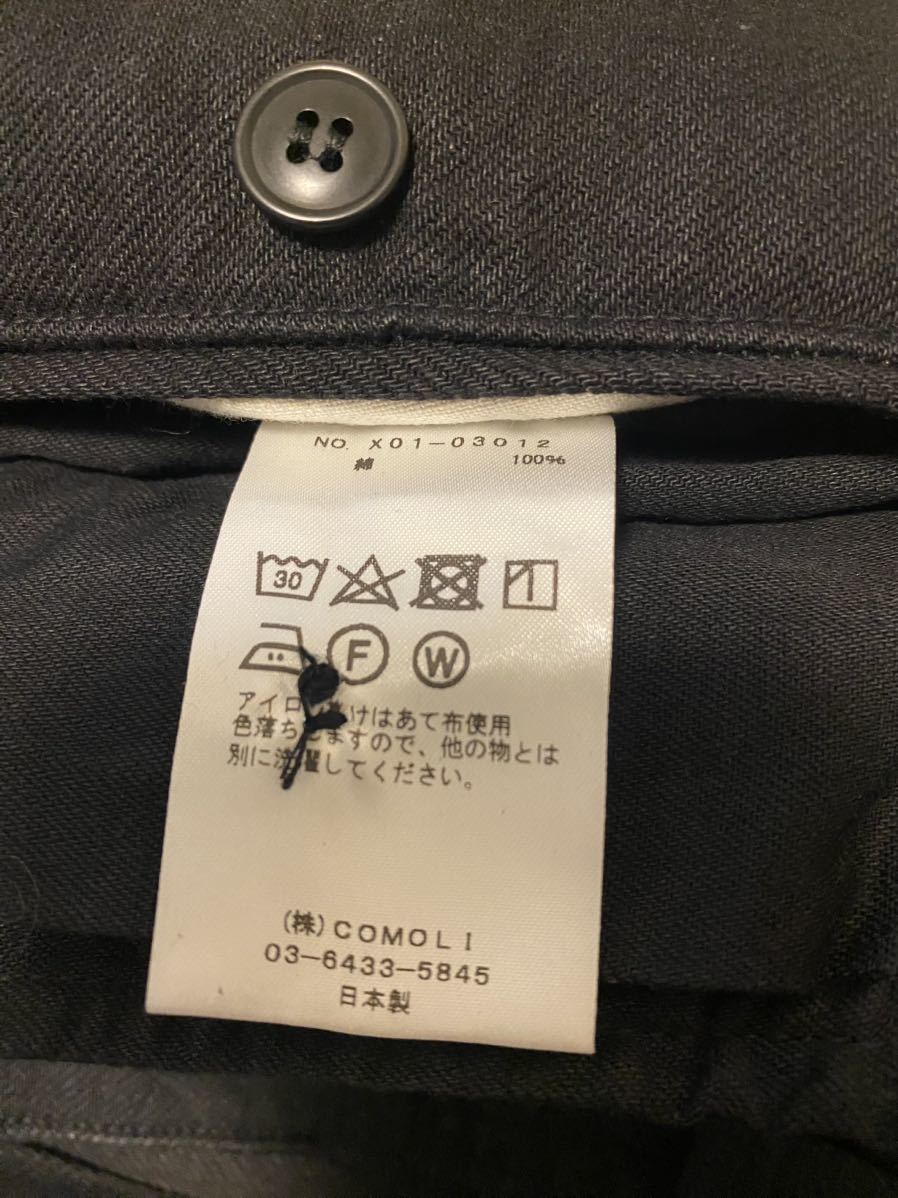 NO. X01-03012
綿 100%
30
F W
アイロ けはあて布使用
色落ち ますので、他の物とは
別に洗濯してください。
(株)COMOLI
03-6433-5845
日本製